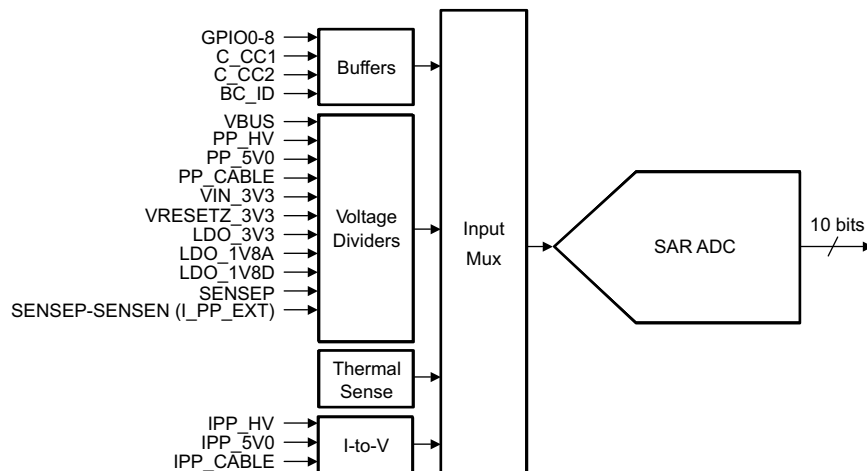 GPIO0-8
C_CC1
C_CC2
BC_ID
Buffers
VBUS
PP_HV
PP_5V0
PP_CABLE
VIN_3V3
VRESETZ_3V3
LDO_3V3
LDO_1V8A
LDO_1V8D
SENSEP
SENSEP-SENSEN (I_PP_EXT)
Voltage
Dividers
Thermal
Sense
IPP_HV
IPP_5V0
IPP_CABLE
I-to-V
Input
Mux
SAR ADC
10 bits